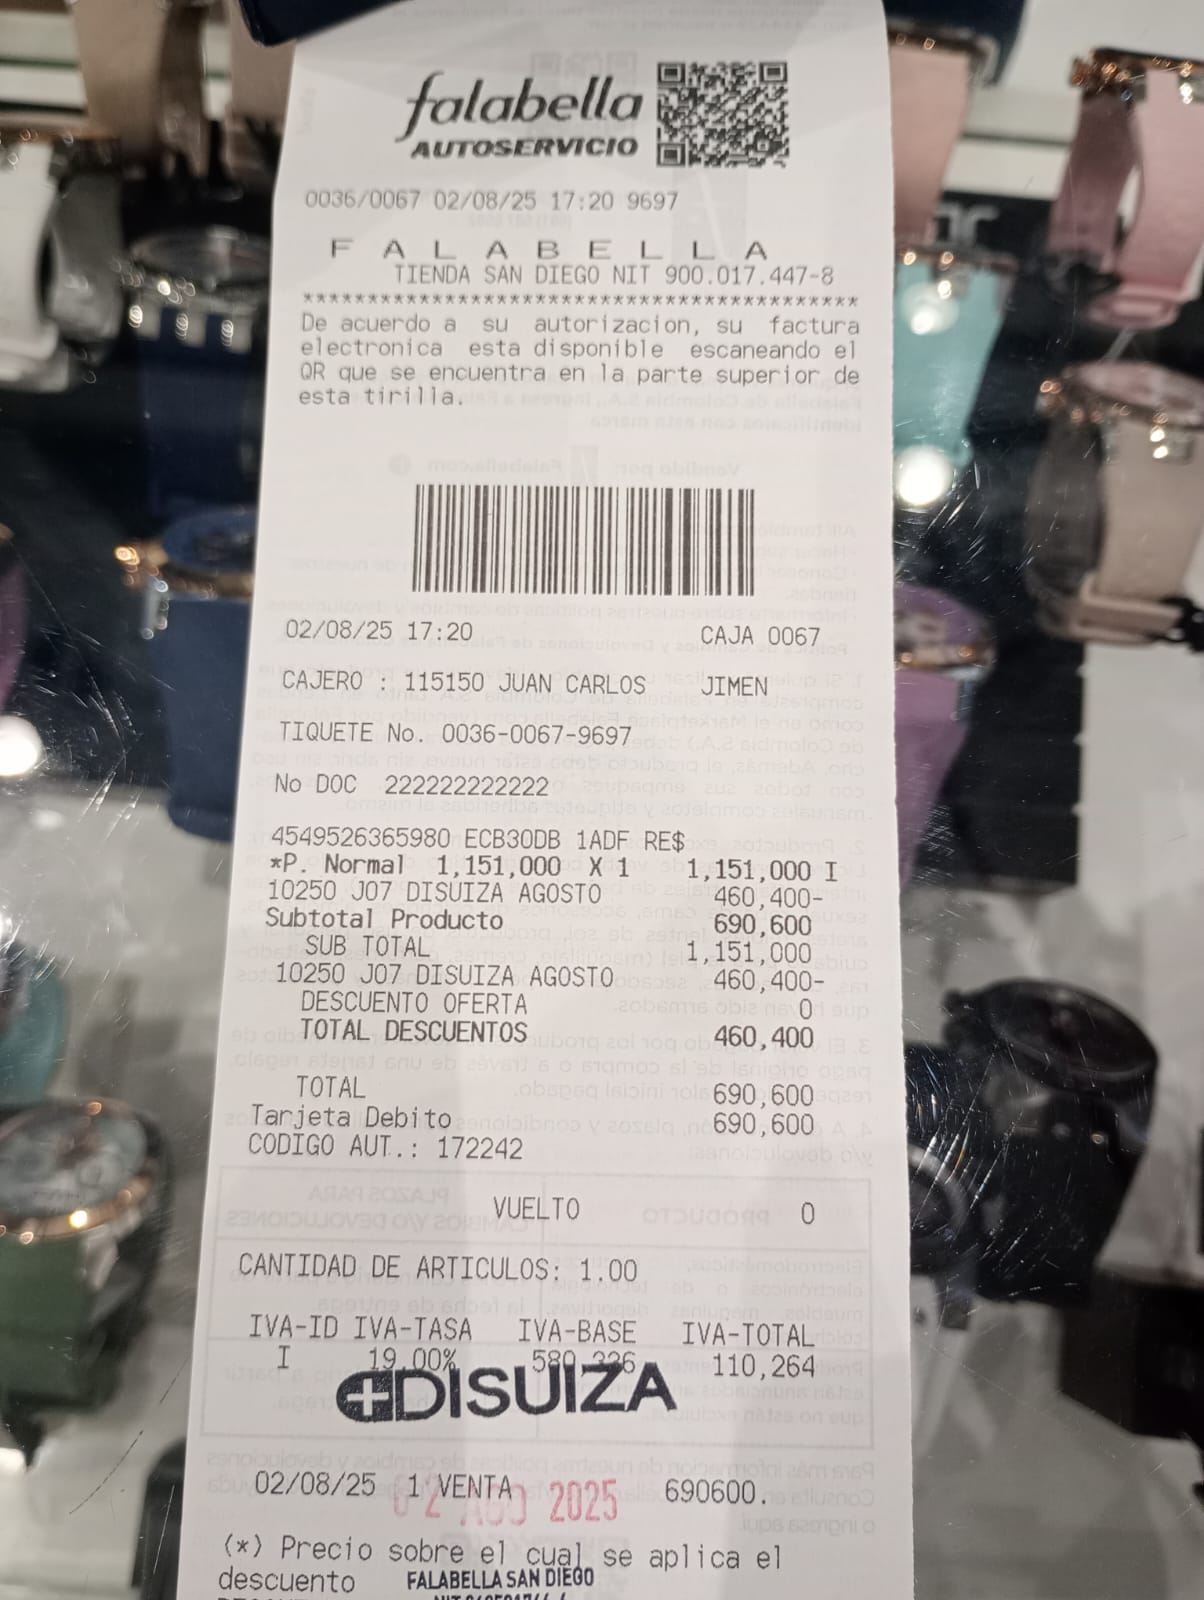 falabella
AUTOSERVICIO
0036/0067 02/08/25 17:20 9697
F A L A B E L L A
TIENDA SAN DIEGO NIT 900.017.447-8
*******************************************
De acuerdo a su autorizacion, su factura
electronica esta disponible escaneando el
QR que se encuentra en la parte superior de
esta tirilla.
02/08/25 17:20 CAJA 0067
CAJERO : 115150 JUAN CARLOS JIMEN
TIQUETE No. 0036-0067-9697
No DOC 222222222222
4549526365980 ECB30DB 1ADF RE$
*P. Normal 1,151,000 X 1 1,151,000 I
10250 J07 DISUIZA AGOSTO 460,400-
Subtotal Producto 690,600
SUB TOTAL 1,151,000
10250 J07 DISUIZA AGOSTO 460,400-
DESCUENTO OFERTA 0
TOTAL DESCUENTOS 460,400
TOTAL 690,600
Tarjeta Debito 690,600
CODIGO AUT.: 172242
VUELTO 0
CANTIDAD DE ARTICULOS: 1.00
IVA-ID IVA-TASA IVA-BASE IVA-TOTAL
I 19.00% 580,336 110,264
DISUIZA
02/08/25 1 VENTA 690600.
02 AGO 2025
(*) Precio sobre el cual se aplica el
descuento
FALABELLA SAN DIEGO